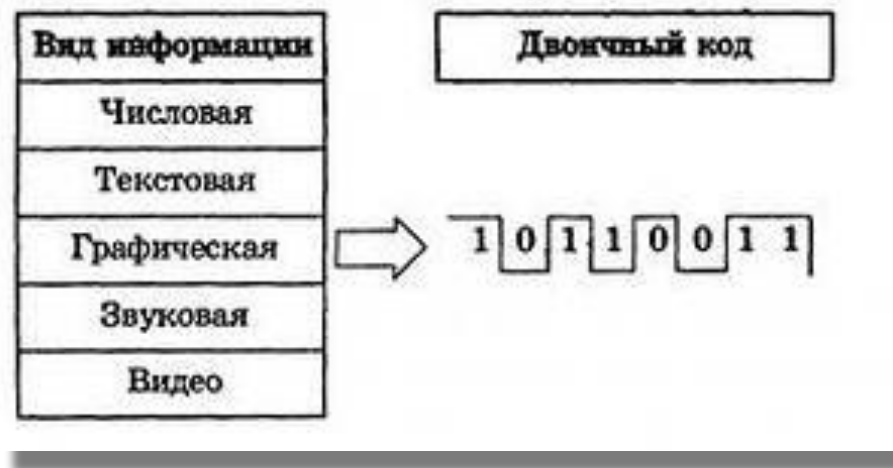 Вид информации
Двоичный код
Числовая
Текстовая
Графическая
1 0 1 1 0 0 1 1
Звуковая
Видео